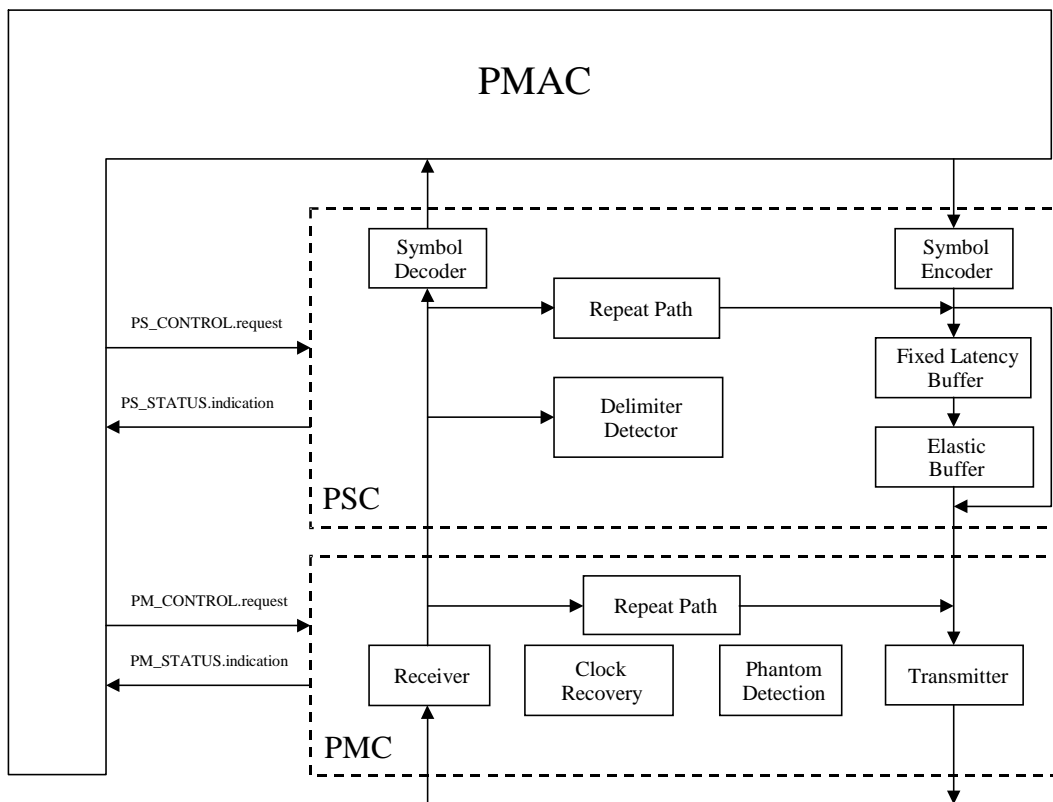 PMAC
Symbol
Decoder
Symbol
Encoder
Repeat Path
PS_CONTROL.request
Fixed Latency
Buffer
PS_STATUS.indication
Delimiter
Detector
Elastic
Buffer
PSC
PM_CONTROL.request
Repeat Path
PM_STATUS.indication
Receiver
Clock
Recovery
Phantom
Detection
Transmitter
PMC